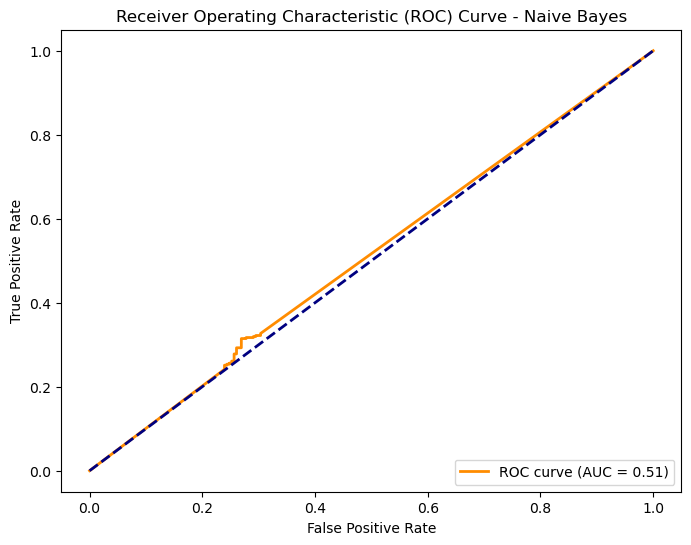 Receiver Operating Characteristic (ROC) Curve - Naive Bayes
True Positive Rate
1.0
0.8
0.6
0.4
0.2
0.0
ROC curve (AUC = 0.51)
0.0 0.2 0.4 0.6 0.8 1.0
False Positive Rate